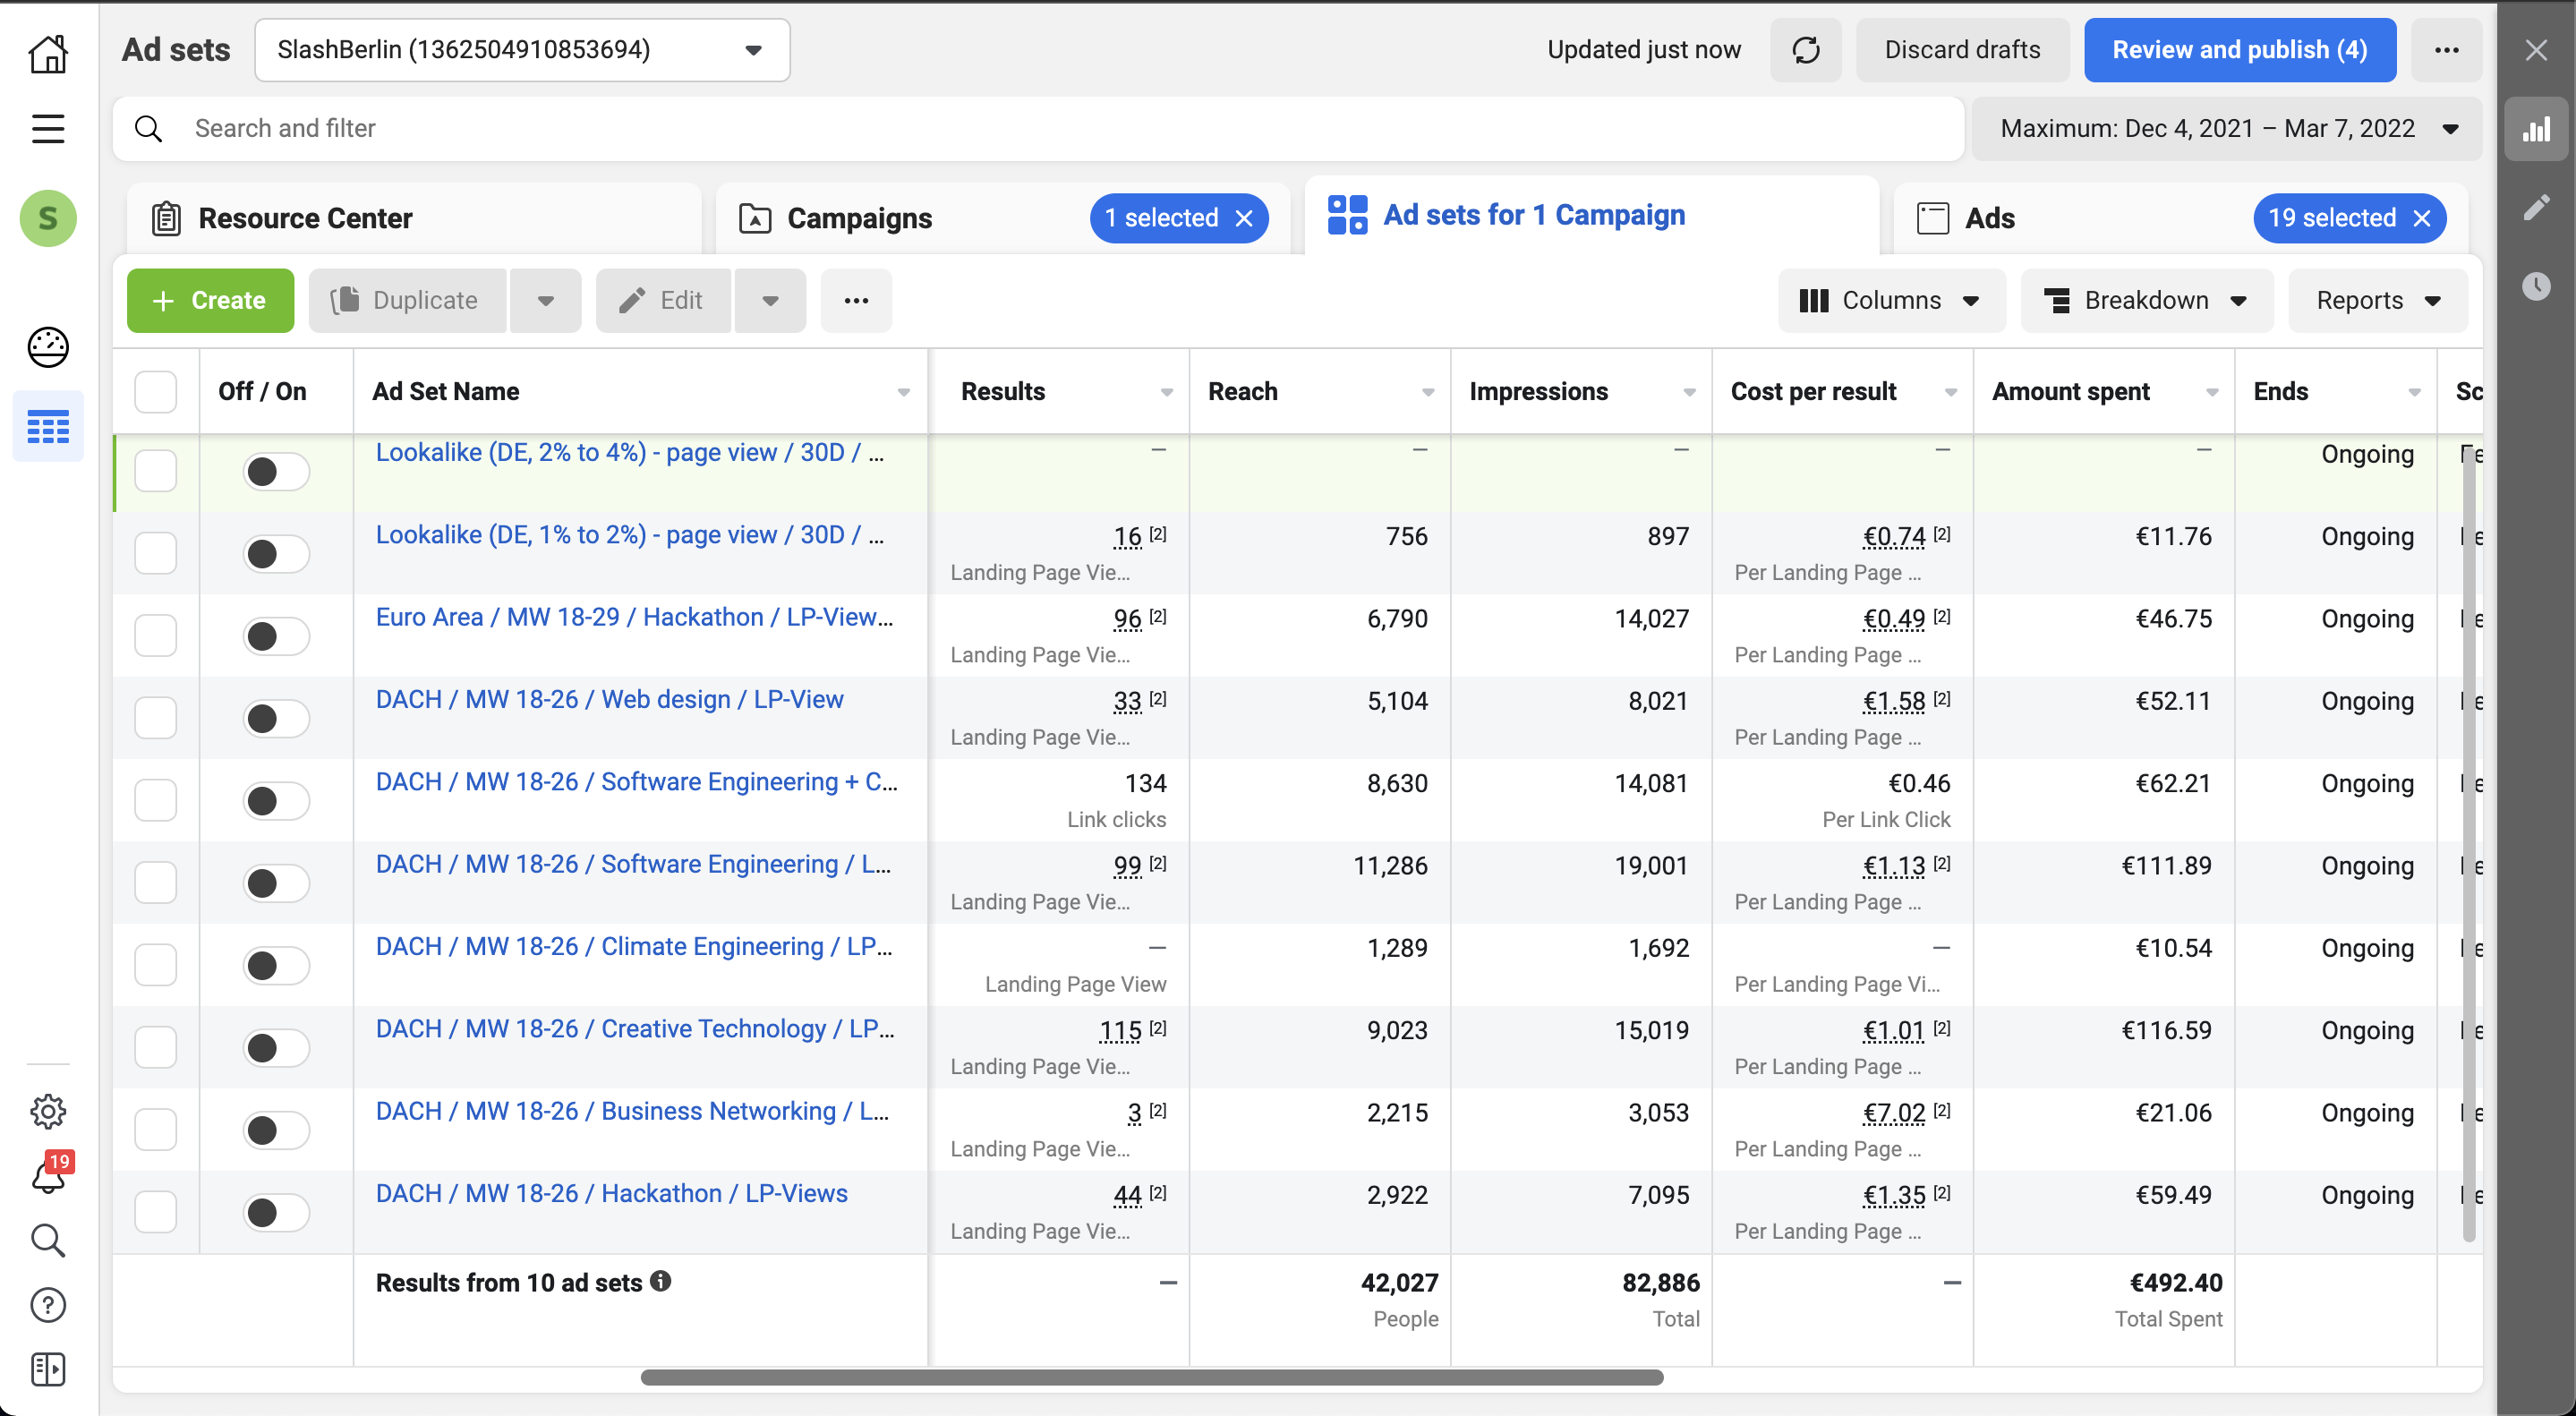 Ad sets
SlashBerlin (1362504910853694)
Updated just now
Discard drafts
Review and publish (4)
Search and filter
Maximum: Dec 4, 2021 – Mar 7, 2022
S
Resource Center
Campaigns
1 selected
Ad sets for 1 Campaign
Ads
19 selected
+ Create
Duplicate
Edit
Columns
Breakdown
Reports
Off / On Ad Set Name Results Reach Impressions Cost per result Amount spent Ends Sc
Lookalike (DE, 2% to 4%) - page view / 30D / ... — — — — — Ongoing
Lookalike (DE, 1% to 2%) - page view / 30D / ... 16 [2] 756 897 €0.74 [2] €11.76 Ongoing
Landing Page Vie... Per Landing Page ...
Euro Area / MW 18-29 / Hackathon / LP-View... 96 [2] 6,790 14,027 €0.49 [2] €46.75 Ongoing
Landing Page Vie... Per Landing Page ...
DACH / MW 18-26 / Web design / LP-View 33 [2] 5,104 8,021 €1.58 [2] €52.11 Ongoing
Landing Page Vie... Per Landing Page ...
DACH / MW 18-26 / Software Engineering + C... 134 8,630 14,081 €0.46 €62.21 Ongoing
Link clicks Per Link Click
DACH / MW 18-26 / Software Engineering / L... 99 [2] 11,286 19,001 €1.13 [2] €111.89 Ongoing
Landing Page Vie... Per Landing Page ...
DACH / MW 18-26 / Climate Engineering / LP... — 1,289 1,692 — €10.54 Ongoing
Landing Page View Per Landing Page Vi...
DACH / MW 18-26 / Creative Technology / LP... 115 [2] 9,023 15,019 €1.01 [2] €116.59 Ongoing
Landing Page Vie... Per Landing Page ...
DACH / MW 18-26 / Business Networking / L... 3 [2] 2,215 3,053 €7.02 [2] €21.06 Ongoing
Landing Page Vie... Per Landing Page ...
19
DACH / MW 18-26 / Hackathon / LP-Views 44 [2] 2,922 7,095 €1.35 [2] €59.49 Ongoing
Landing Page Vie... Per Landing Page ...
Results from 10 ad sets — 42,027 82,886 — €492.40
People Total Total Spent